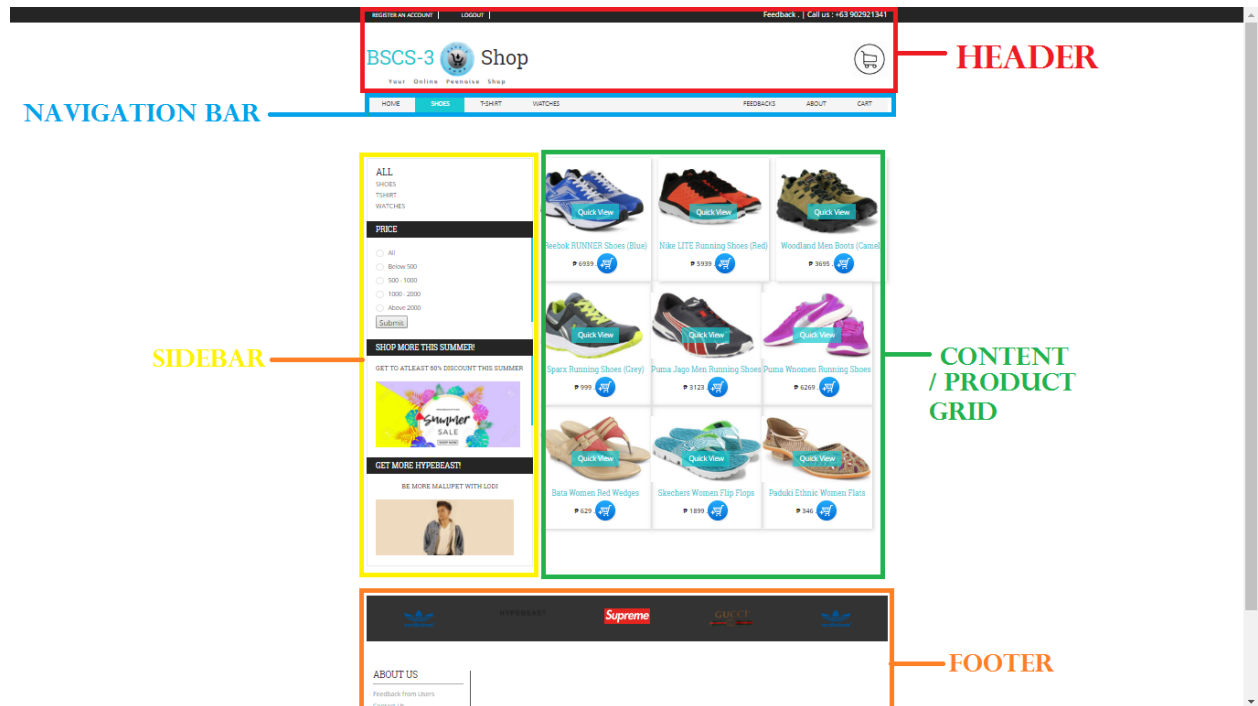 REGISTER AN ACCOUNT | LOGOUT | Feedback . | Call us : +63 902921341
BSCS-3 Shop
Your Online Peenoise Shop
HEADER
NAVIGATION BAR
HOME SHOES T-SHIRT WATCHES FEEDBACKS ABOUT CART
ALL
SHOES
TSHIRT
WATCHES
PRICE
All
Below 500
500 - 1000
1000 - 2000
Above 2000
Submit
SHOP MORE THIS SUMMER!
GET TO ATLEAST 80% DISCOUNT THIS SUMMER
Summer
SALE
SHOP NOW
GET MORE HYPEBEAST!
BE MORE MALUPET WITH LODI
SIDEBAR
Quick View Quick View Quick View
Reebok RUNNER Shoes (Blue) Nike LITE Running Shoes (Red) Woodland Men Boots (Camel
₱ 6939 . ₱ 5939 . ₱ 3695 .
Quick View Quick View Quick View
Sparx Running Shoes (Grey) Puma Jago Men Running Shoes Puma Wnomen Running Shoes
₱ 999 . ₱ 3123 . ₱ 6269 .
Quick View Quick View Quick View
Bata Women Red Wedges Skechers Women Flip Flops Paduki Ethnic Women Flats
₱ 629 . ₱ 1899 . ₱ 346 .
CONTENT
/ PRODUCT
GRID
HYPEBEAST Supreme GUCCI
FOOTER
ABOUT US
Feedback from Users
Contact Us